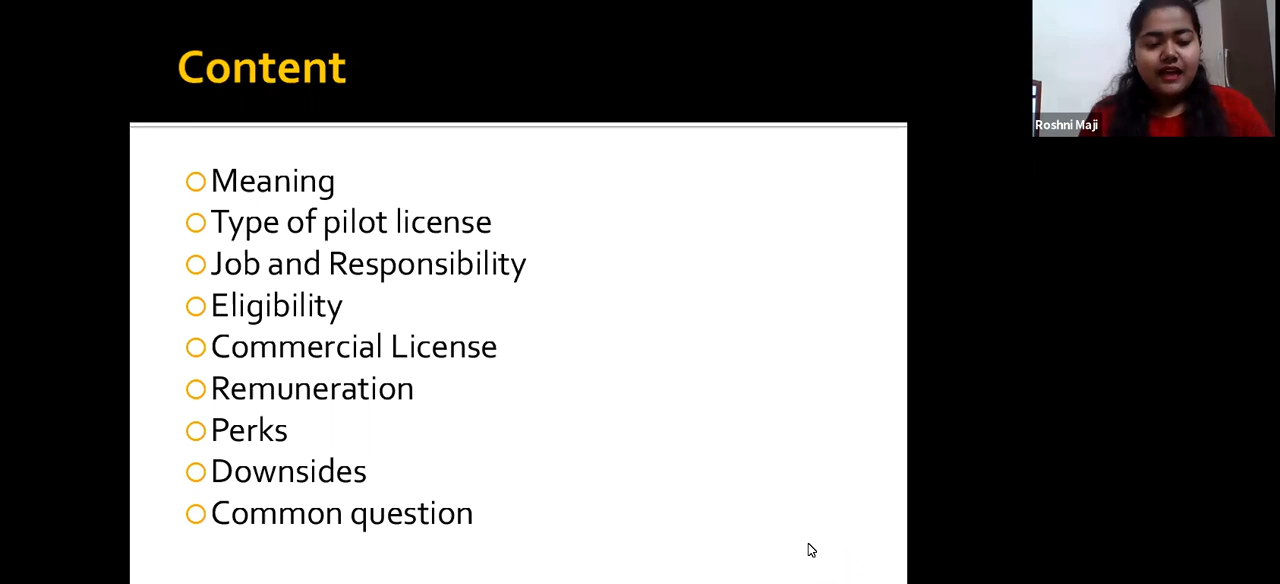 Content
Meaning
Type of pilot license
Job and Responsibility
Eligibility
Commercial License
Remuneration
Perks
Downsides
Common question
Roshni Maji